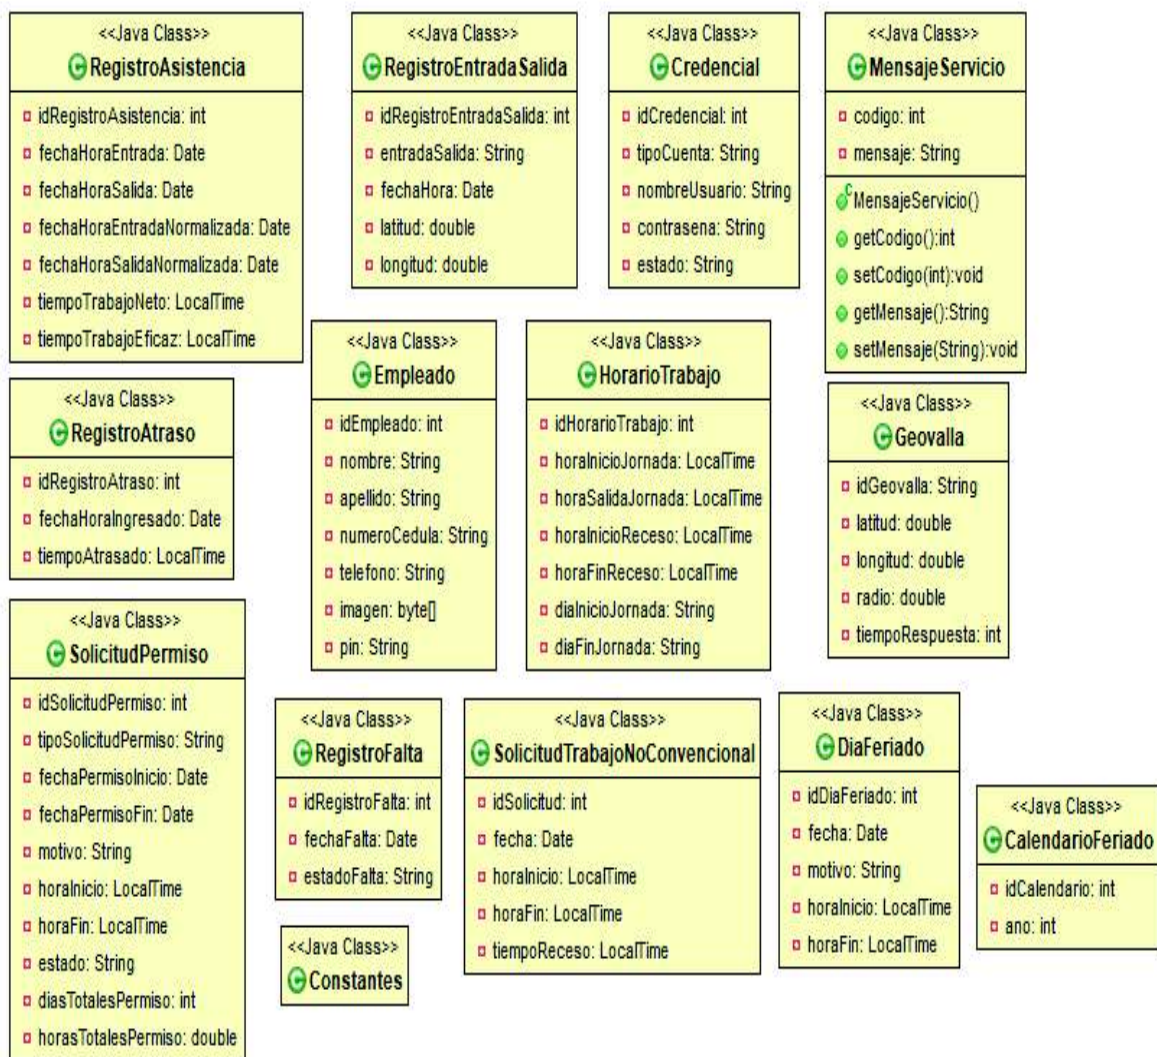 <<Java Class>>
RegistroAsistencia
idRegistroAsistencia: int
fechaHoraEntrada: Date
fechaHoraSalida: Date
fechaHoraEntradaNormalizada: Date
fechaHoraSalidaNormalizada: Date
tiempoTrabajoNeto: LocalTime
tiempoTrabajoEficaz: LocalTime
<<Java Class>>
RegistroEntradaSalida
idRegistroEntradaSalida: int
entradaSalida: String
fechaHora: Date
latitud: double
longitud: double
<<Java Class>>
Credencial
idCredencial: int
tipoCuenta: String
nombreUsuario: String
contrasena: String
estado: String
<<Java Class>>
MensajeServicio
codigo: int
mensaje: String
MensajeServicio()
getCodigo():int
setCodigo(int):void
getMensaje():String
setMensaje(String):void
<<Java Class>>
RegistroAtraso
idRegistroAtraso: int
fechaHoraIngresado: Date
tiempoAtrasado: LocalTime
<<Java Class>>
Empleado
idEmpleado: int
nombre: String
apellido: String
numeroCedula: String
telefono: String
imagen: byte[]
pin: String
<<Java Class>>
HorarioTrabajo
idHorarioTrabajo: int
horaInicioJornada: LocalTime
horaSalidaJornada: LocalTime
horaInicioReceso: LocalTime
horaFinReceso: LocalTime
diaInicioJornada: String
diaFinJornada: String
<<Java Class>>
Geovalla
idGeovalla: String
latitud: double
longitud: double
radio: double
tiempoRespuesta: int
<<Java Class>>
SolicitudPermiso
idSolicitudPermiso: int
tipoSolicitudPermiso: String
fechaPermisoInicio: Date
fechaPermisoFin: Date
motivo: String
horaInicio: LocalTime
horaFin: LocalTime
estado: String
diasTotalesPermiso: int
horasTotalesPermiso: double
<<Java Class>>
RegistroFalta
idRegistroFalta: int
fechaFalta: Date
estadoFalta: String
<<Java Class>>
SolicitudTrabajoNoConvencional
idSolicitud: int
fecha: Date
horaInicio: LocalTime
horaFin: LocalTime
tiempoReceso: LocalTime
<<Java Class>>
DiaFeriado
idDiaFeriado: int
fecha: Date
motivo: String
horaInicio: LocalTime
horaFin: LocalTime
<<Java Class>>
CalendarioFeriado
idCalendario: int
ano: int
<<Java Class>>
Constantes